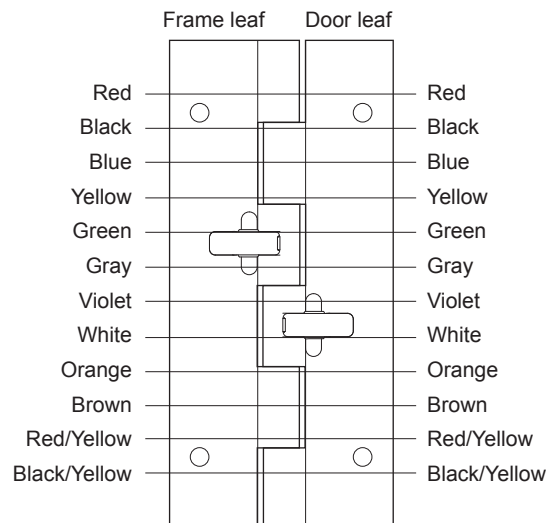 Frame leaf Door leaf
Red Red
Black Black
Blue Blue
Yellow Yellow
Green Green
Gray Gray
Violet Violet
White White
Orange Orange
Brown Brown
Red/Yellow Red/Yellow
Black/Yellow Black/Yellow